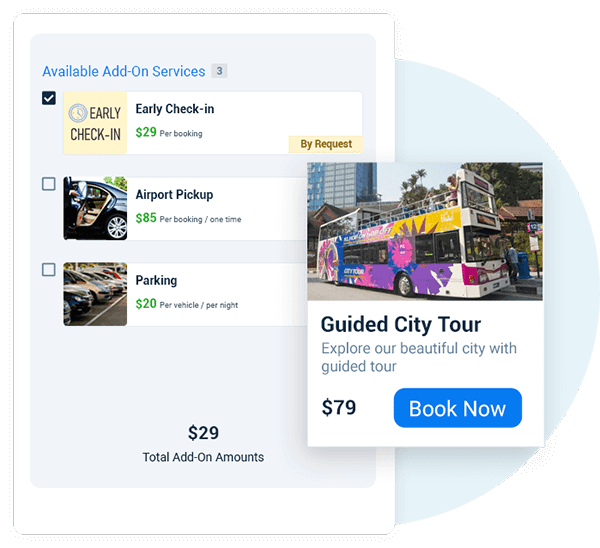 Available Add-On Services 3
EARLY
CHECK-IN
Early Check-in
$29 Per booking
By Request
Airport Pickup
$85 Per booking / one time
Parking
$20 Per vehicle / per night
$29
Total Add-On Amounts
CITY TOUR
Guided City Tour
Explore our beautiful city with
guided tour
$79
Book Now